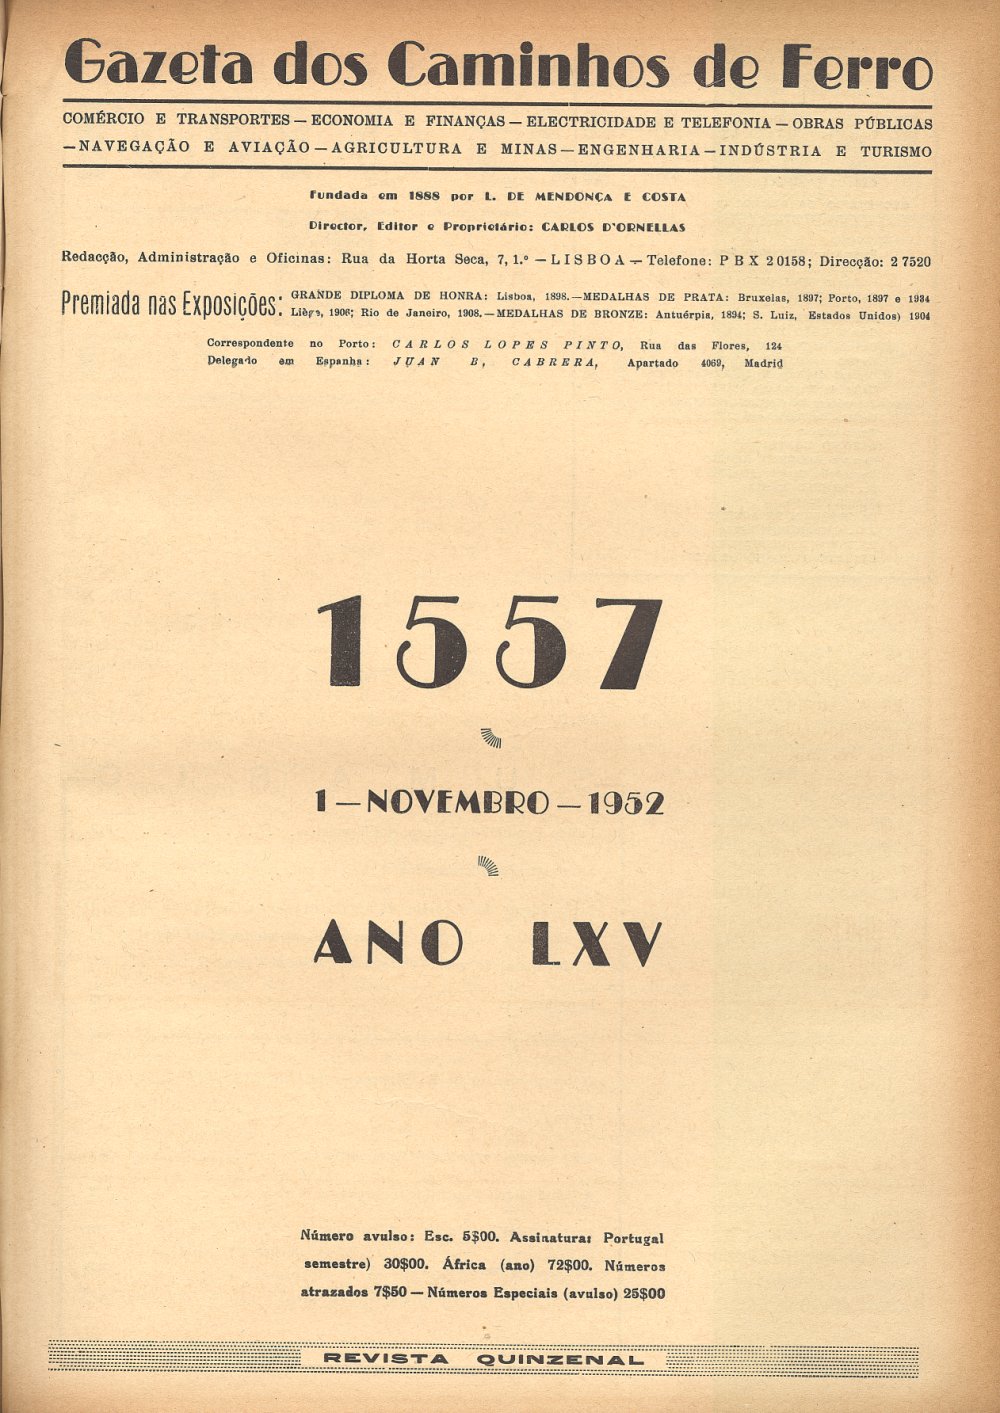 Gazeta dos Caminhos de Ferro
COMÉRCIO E TRANSPORTES — ECONOMIA E FINANÇAS — ELECTRICIDADE E TELEFONIA — OBRAS PÚBLICAS
— NAVEGAÇÃO E AVIAÇÃO — AGRICULTURA E MINAS — ENGENHARIA — INDÚSTRIA E TURISMO
Fundada em 1888 por L. DE MENDONÇA E COSTA
Director, Editor e Proprietário: CARLOS D'ORNELLAS
Redacção, Administração e Oficinas: Rua da Horta Seca, 7, 1.º — LISBOA — Telefone: PBX 20158; Direcção: 27520
Premiada nas Exposições: GRANDE DIPLOMA DE HONRA: Lisboa, 1898. — MEDALHAS DE PRATA: Bruxelas, 1897; Porto, 1897 e 1934
Liège, 1906; Rio de Janeiro, 1908. — MEDALHAS DE BRONZE: Antuérpia, 1894; S. Luiz, Estados Unidos) 1904
Correspondente no Porto: CARLOS LOPES PINTO, Rua das Flores, 124
Delegado em Espanha: JUAN B, CABRERA, Apartado 4069, Madrid
1557
1 — NOVEMBRO — 1952
ANO LXV
Número avulso: Esc. 5$00. Assinatura: Portugal
semestre) 30$00. África (ano) 72$00. Números
atrazados 7$50 — Números Especiais (avulso) 25$00
REVISTA QUINZENAL